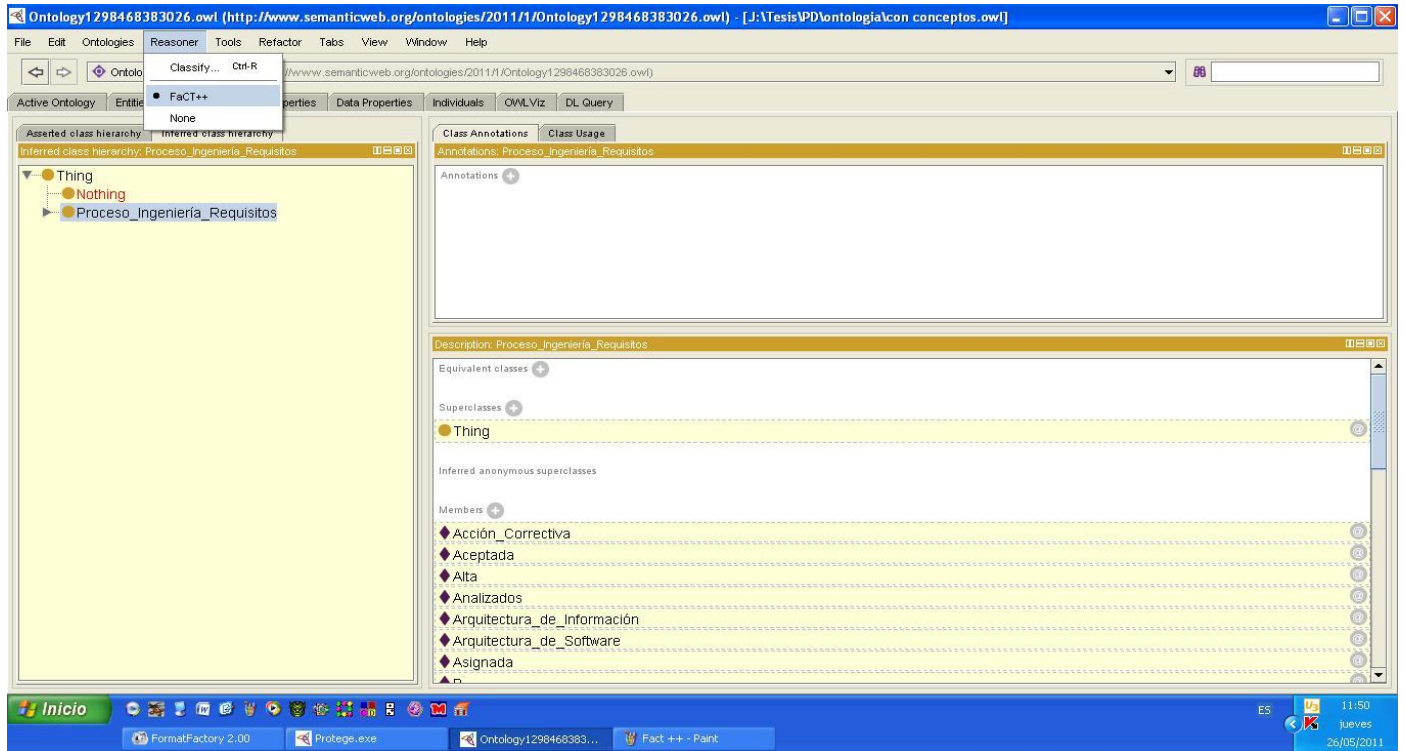 Ontology1298468383026.owl (http://www.semanticweb.org/ontologies/2011/1/Ontology1298468383026.owl) - [J:\Tesis\PD\ontologia\con conceptos.owl]
File Edit Ontologies Reasoner Tools Refactor Tabs View Window Help
Classify... Ctrl-R
FaCT++
None
Ontolo //www.semanticweb.org/ontologies/2011/1/Ontology1298468383026.owl)
Active Ontology Entitie perties Data Properties Individuals OWLViz DL Query
Asserted class hierarchy Inferred class hierarchy
Inferred class hierarchy: Proceso_Ingeniería_Requisitos
Thing
Nothing
Proceso_Ingeniería_Requisitos
Class Annotations Class Usage
Annotations: Proceso_Ingeniería_Requisitos
Annotations
Description: Proceso_Ingeniería_Requisitos
Equivalent classes
Superclasses
Thing
Inferred anonymous superclasses
Members
Acción_Correctiva
Aceptada
Alta
Analizados
Arquitectura_de_Información
Arquitectura_de_Software
Asignada
Inicio
ES
11:50
jueves
26/05/2011
FormatFactory 2.00 Protege.exe Ontology1298468383... Fact ++ - Paint